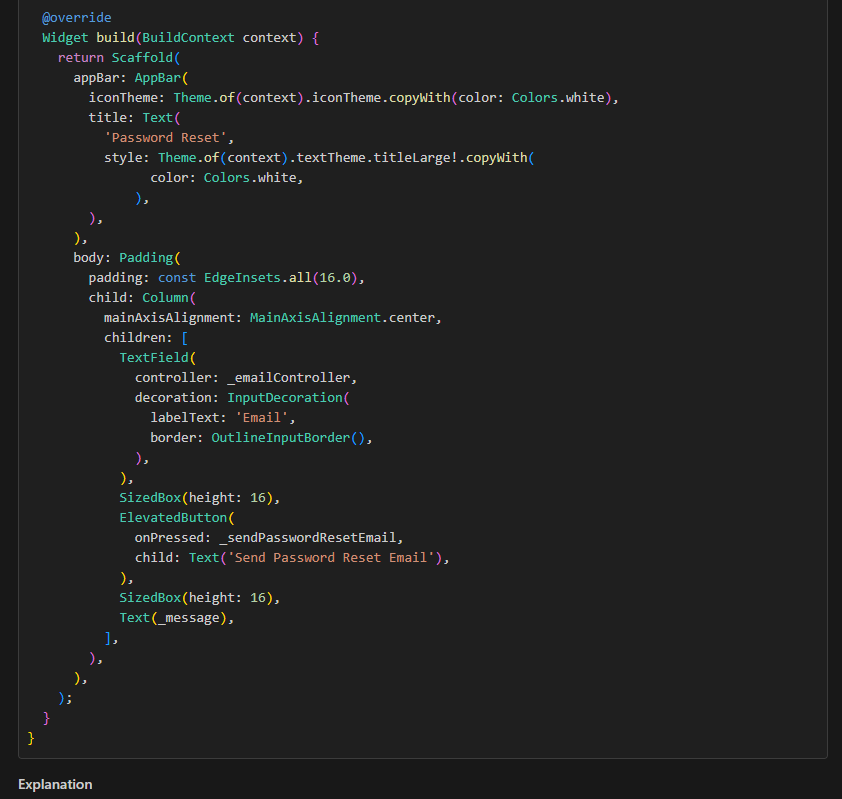 @override
Widget build(BuildContext context) {
return Scaffold(
appBar: AppBar(
iconTheme: Theme.of(context).iconTheme.copyWith(color: Colors.white),
title: Text(
'Password Reset',
style: Theme.of(context).textTheme.titleLarge!.copyWith(
color: Colors.white,
),
),
),
body: Padding(
padding: const EdgeInsets.all(16.0),
child: Column(
mainAxisAlignment: MainAxisAlignment.center,
children: [
TextField(
controller: _emailController,
decoration: InputDecoration(
labelText: 'Email',
border: OutlineInputBorder(),
),
),
SizedBox(height: 16),
ElevatedButton(
onPressed: _sendPasswordResetEmail,
child: Text('Send Password Reset Email'),
),
SizedBox(height: 16),
Text(_message),
],
),
),
);
}
}
Explanation